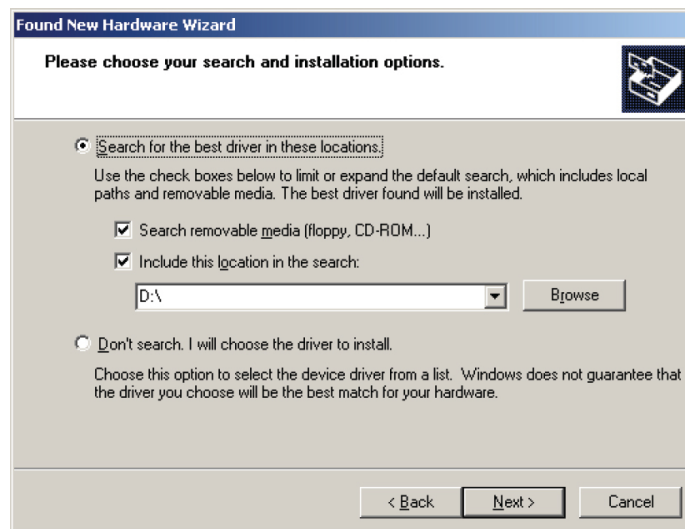 Found New Hardware Wizard
Please choose your search and installation options.
Search for the best driver in these locations.
Use the check boxes below to limit or expand the default search, which includes local
paths and removable media. The best driver found will be installed.
Search removable media (floppy, CD-ROM...)
Include this location in the search:
D:\
Browse
Don't search. I will choose the driver to install.
Choose this option to select the device driver from a list. Windows does not guarantee that
the driver you choose will be the best match for your hardware.
< Back
Next >
Cancel